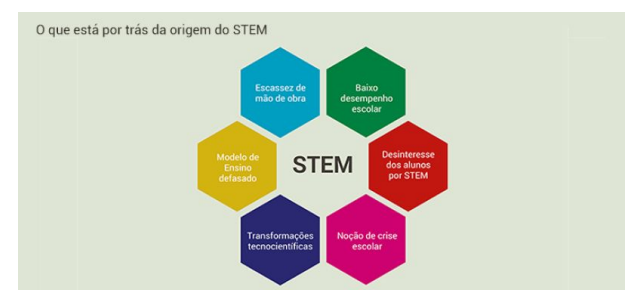 O que está por trás da origem do STEM
Escassez de
mão de obra
Baixo
desempenho
escolar
Modelo de
Ensino
defasado
STEM
Desinteresse
dos alunos
por STEM
Transformações
tecnocientíficas
Noção de crise
escolar